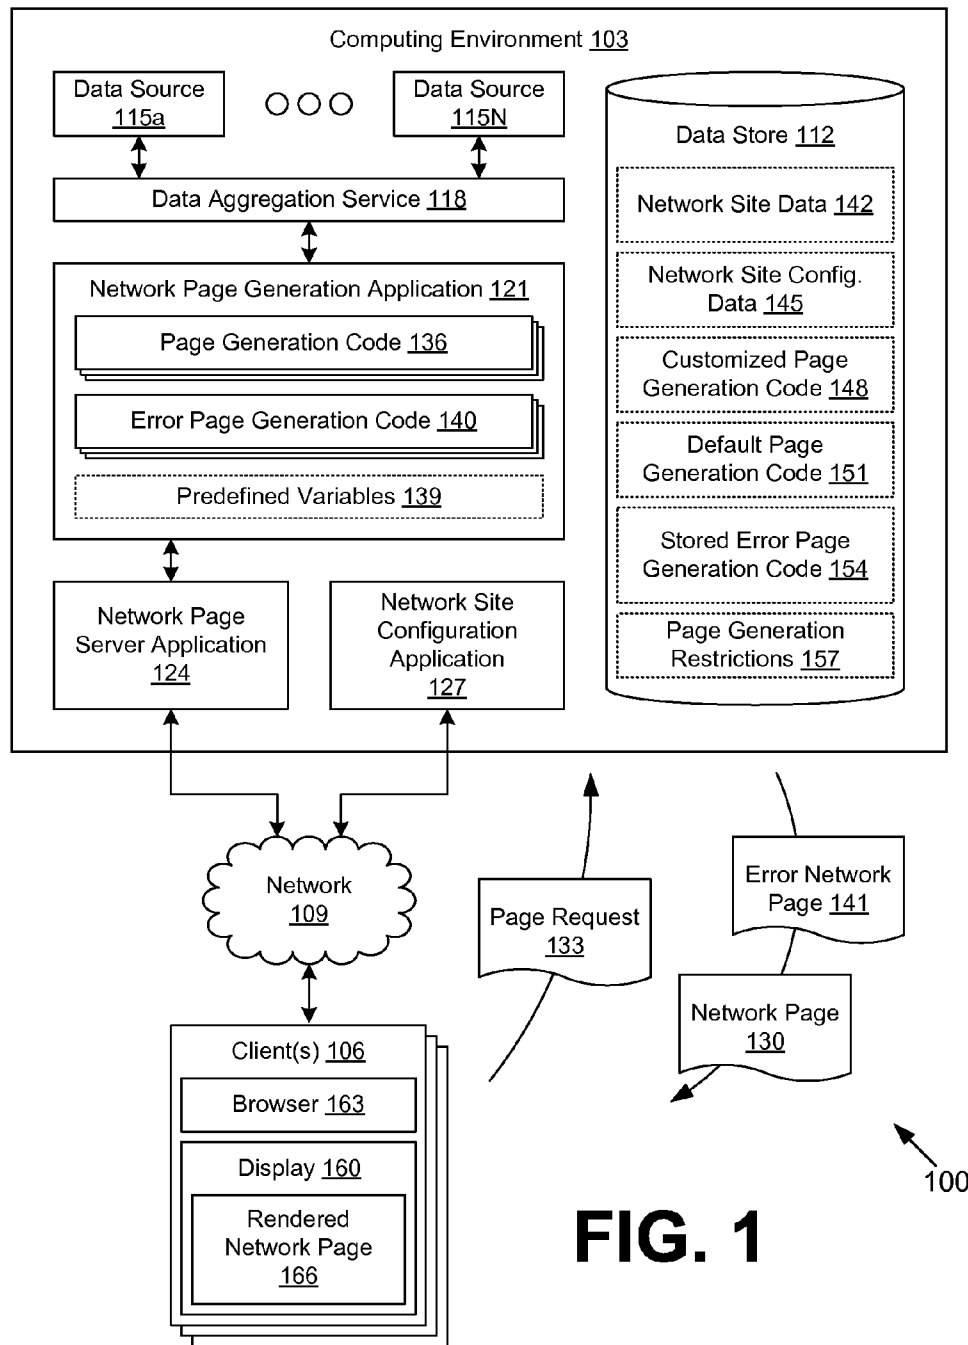 Computing Environment 103
Data Source
115a
Data Source
115N
Data Aggregation Service 118
Network Page Generation Application 121
Page Generation Code 136
Error Page Generation Code 140
Predefined Variables 139
Network Page
Server Application
124
Network Site
Configuration
Application
127
Data Store 112
Network Site Data 142
Network Site Config.
Data 145
Customized Page
Generation Code 148
Default Page
Generation Code 151
Stored Error Page
Generation Code 154
Page Generation
Restrictions 157
Network
109
Page Request
133
Error Network
Page 141
Network Page
130
Client(s) 106
Browser 163
Display 160
Rendered
Network Page
166
100
FIG. 1